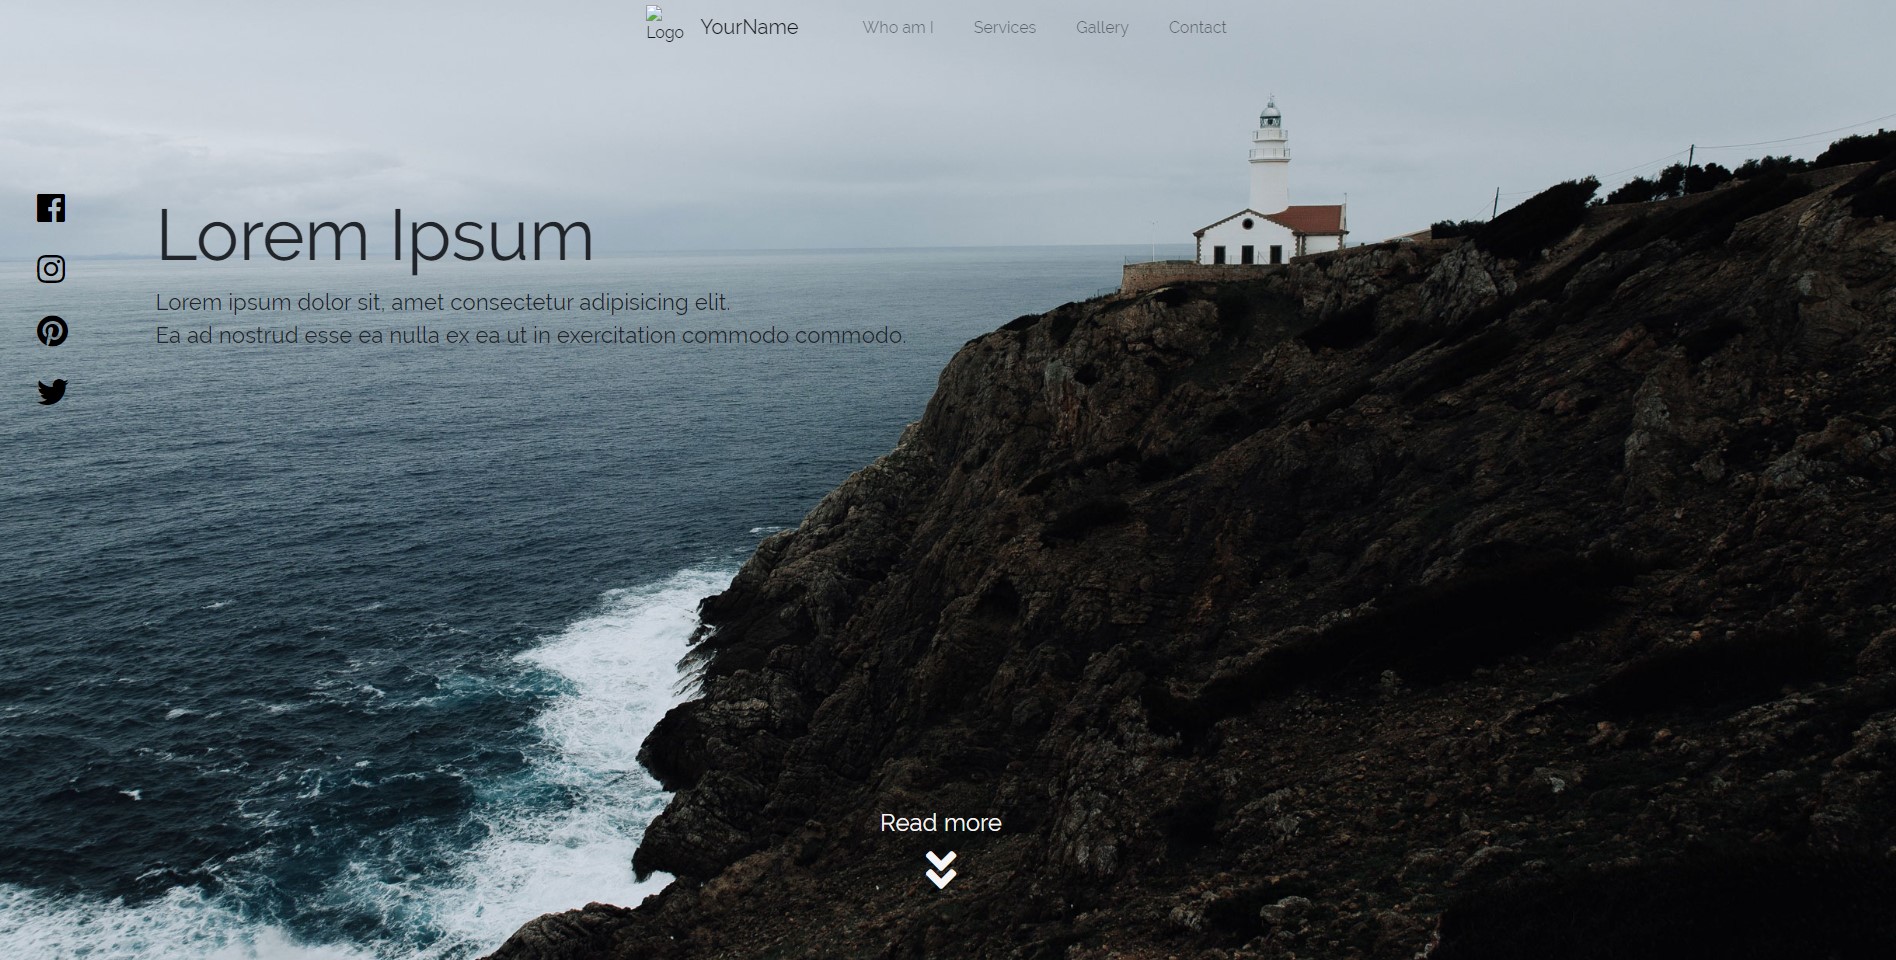 Logo
YourName
Who am I
Services
Gallery
Contact
Lorem Ipsum
Lorem ipsum dolor sit, amet consectetur adipisicing elit.
Ea ad nostrud esse ea nulla ex ea ut in exercitation commodo commodo.
Read more